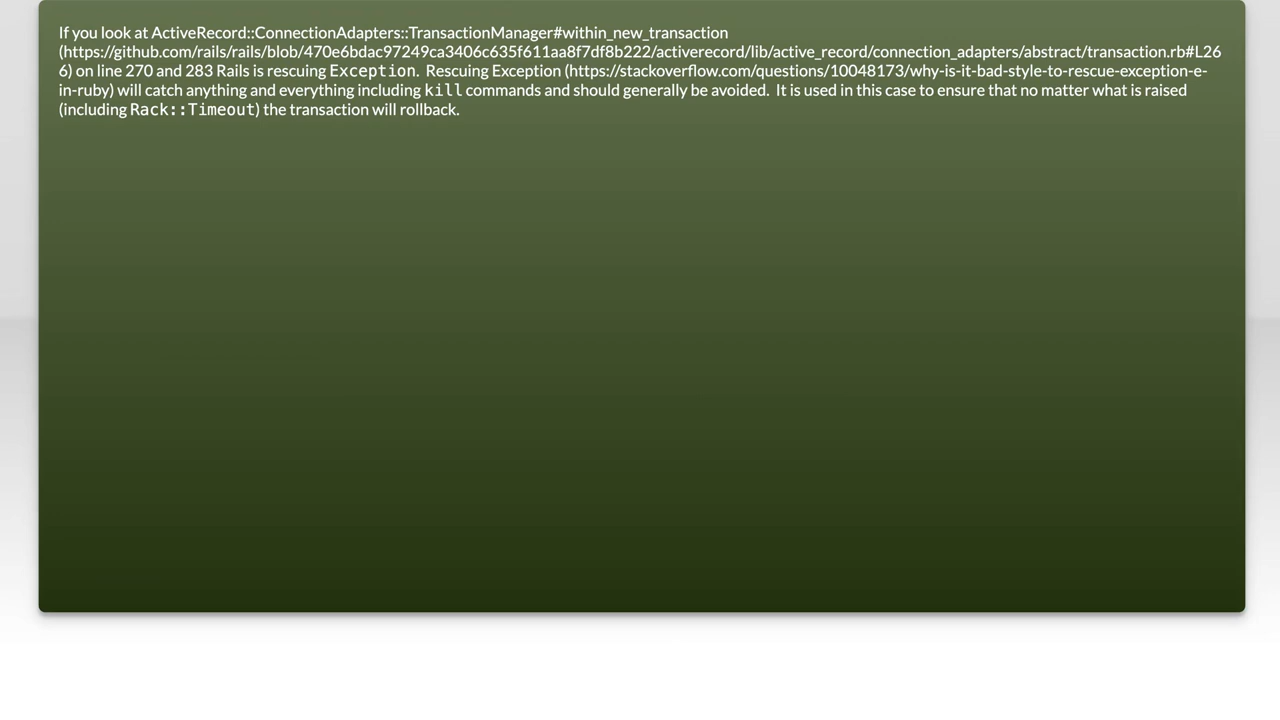 If you look at ActiveRecord::ConnectionAdapters::TransactionManager#within_new_transaction
(https://github.com/rails/rails/blob/470e6bdac97249ca3406c635f611aa8f7df8b222/activerecord/lib/active_record/connection_adapters/abstract/transaction.rb#L26
6) on line 270 and 283 Rails is rescuing Exception.  Rescuing Exception (https://stackoverflow.com/questions/10048173/why-is-it-bad-style-to-rescue-exception-e-
in-ruby) will catch anything and everything including kill commands and should generally be avoided.  It is used in this case to ensure that no matter what is raised
(including Rack::Timeout) the transaction will rollback.